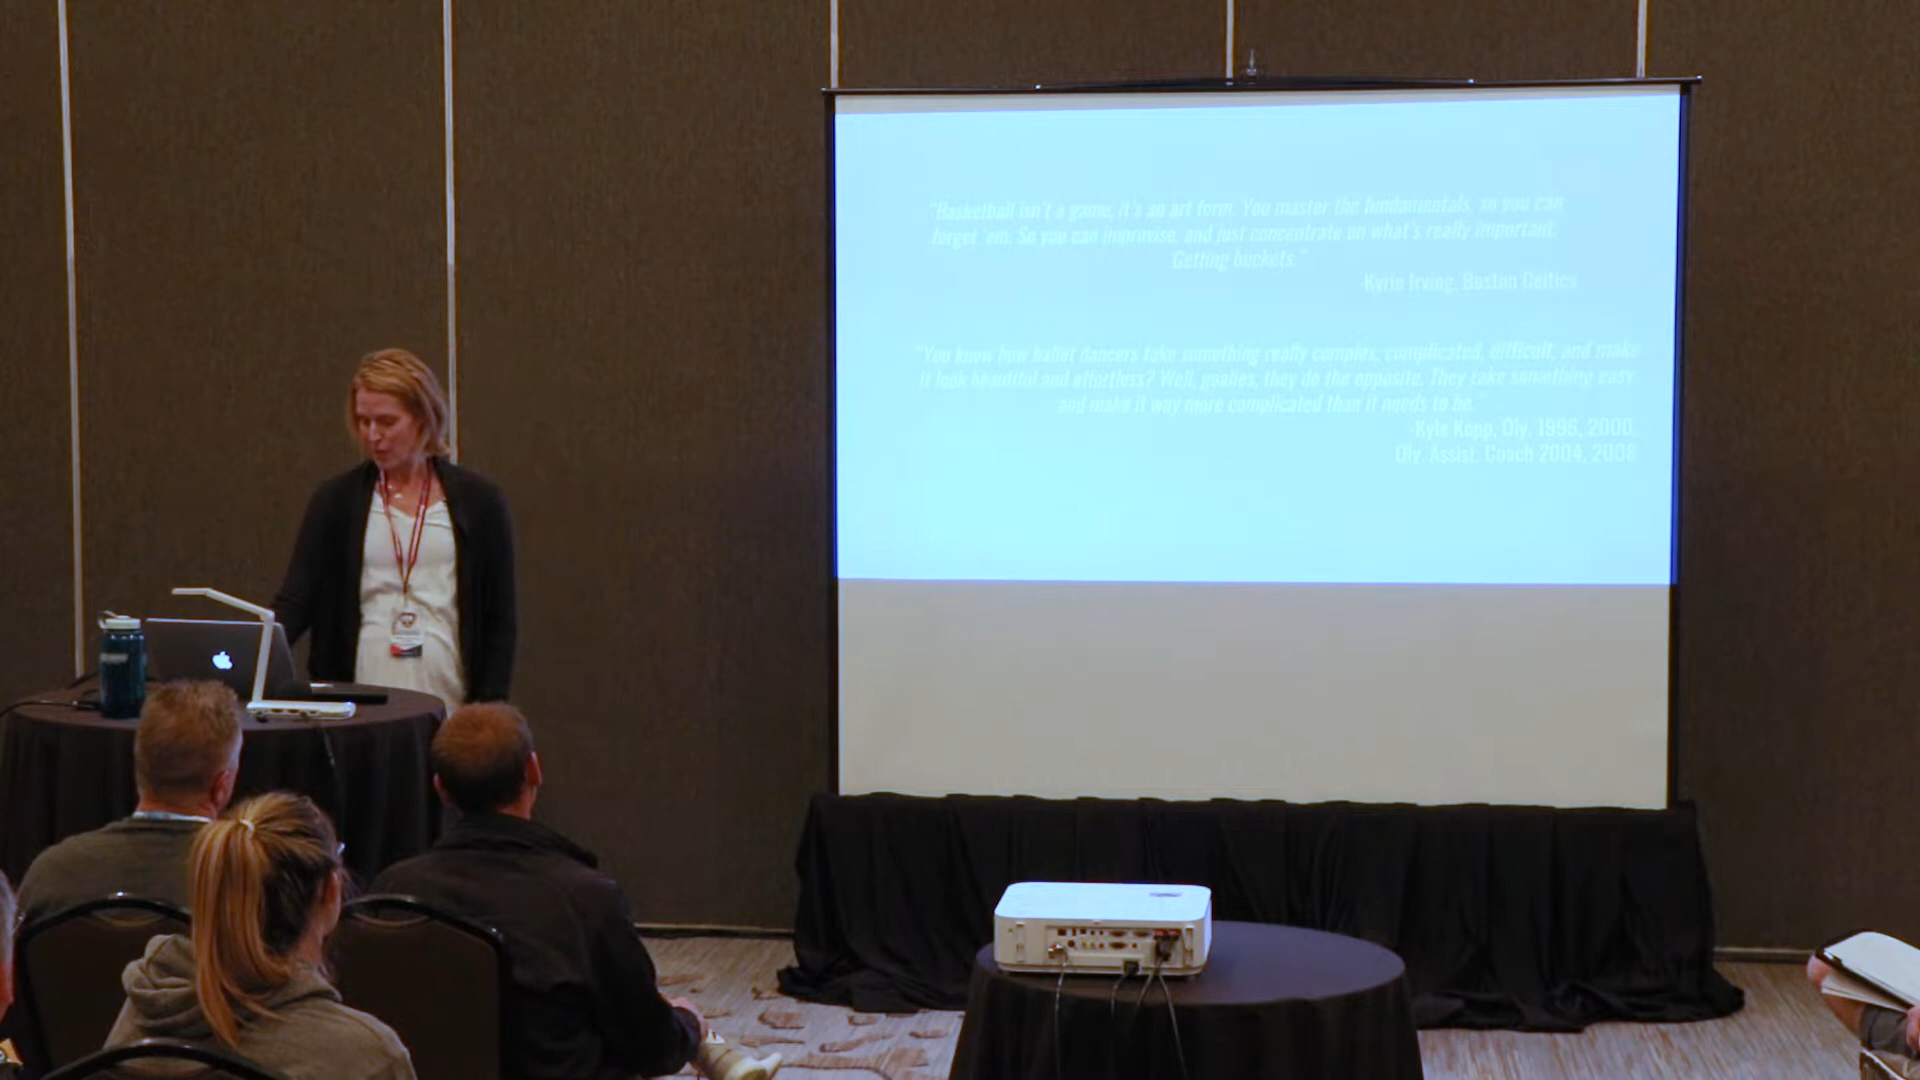 "Basketball isn't a game, it's an art form. You master the fundamentals, so you can
forget 'em. So you can improvise, and just concentrate on what's really important.
Getting buckets."
-Kyrie Irving, Boston Celtics
"You know how ballet dancers take something really complex, complicated, difficult, and make
it look beautiful and effortless? Well, goalies, they do the opposite. They take something easy
and make it way more complicated than it needs to be."
-Kyle Kopp, Oly. 1996, 2000,
Oly. Assist. Coach 2004, 2008